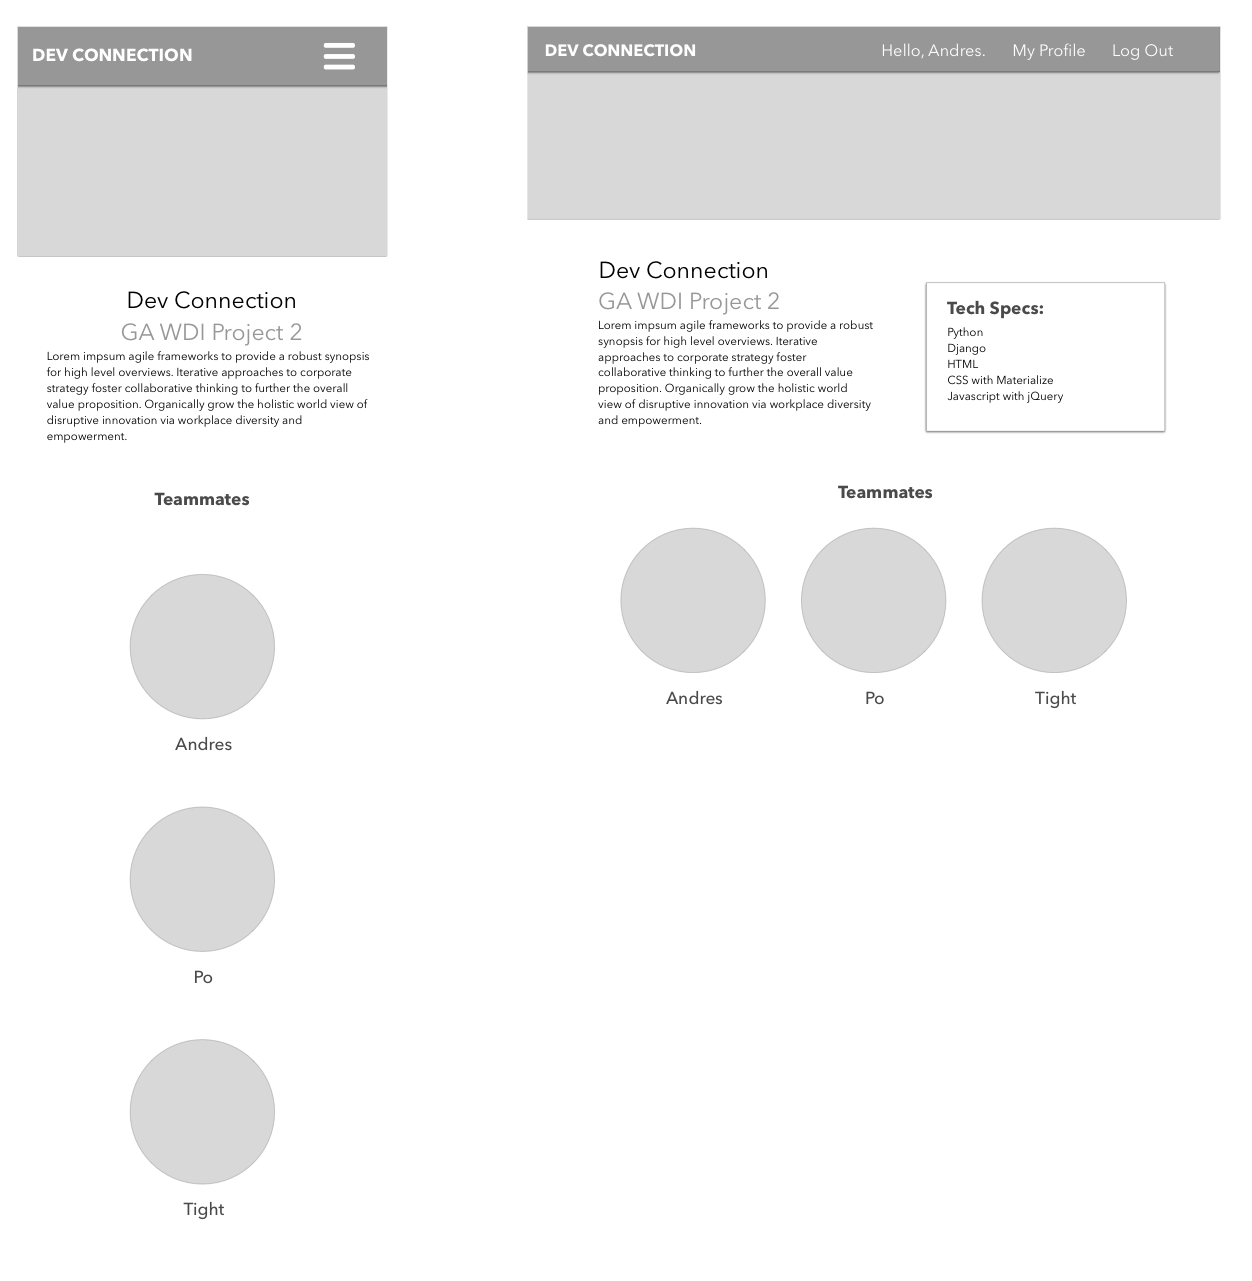 DEV CONNECTION
Dev Connection
GA WDI Project 2
Lorem impsum agile frameworks to provide a robust synopsis
for high level overviews. Iterative approaches to corporate
strategy foster collaborative thinking to further the overall
value proposition. Organically grow the holistic world view of
disruptive innovation via workplace diversity and
empowerment.
Teammates
Andres
Po
Tight
DEV CONNECTION
Hello, Andres.
My Profile
Log Out
Dev Connection
GA WDI Project 2
Lorem impsum agile frameworks to provide a robust
synopsis for high level overviews. Iterative
approaches to corporate strategy foster
collaborative thinking to further the overall value
proposition. Organically grow the holistic world
view of disruptive innovation via workplace diversity
and empowerment.
Tech Specs:
Python
Django
HTML
CSS with Materialize
Javascript with jQuery
Teammates
Andres
Po
Tight